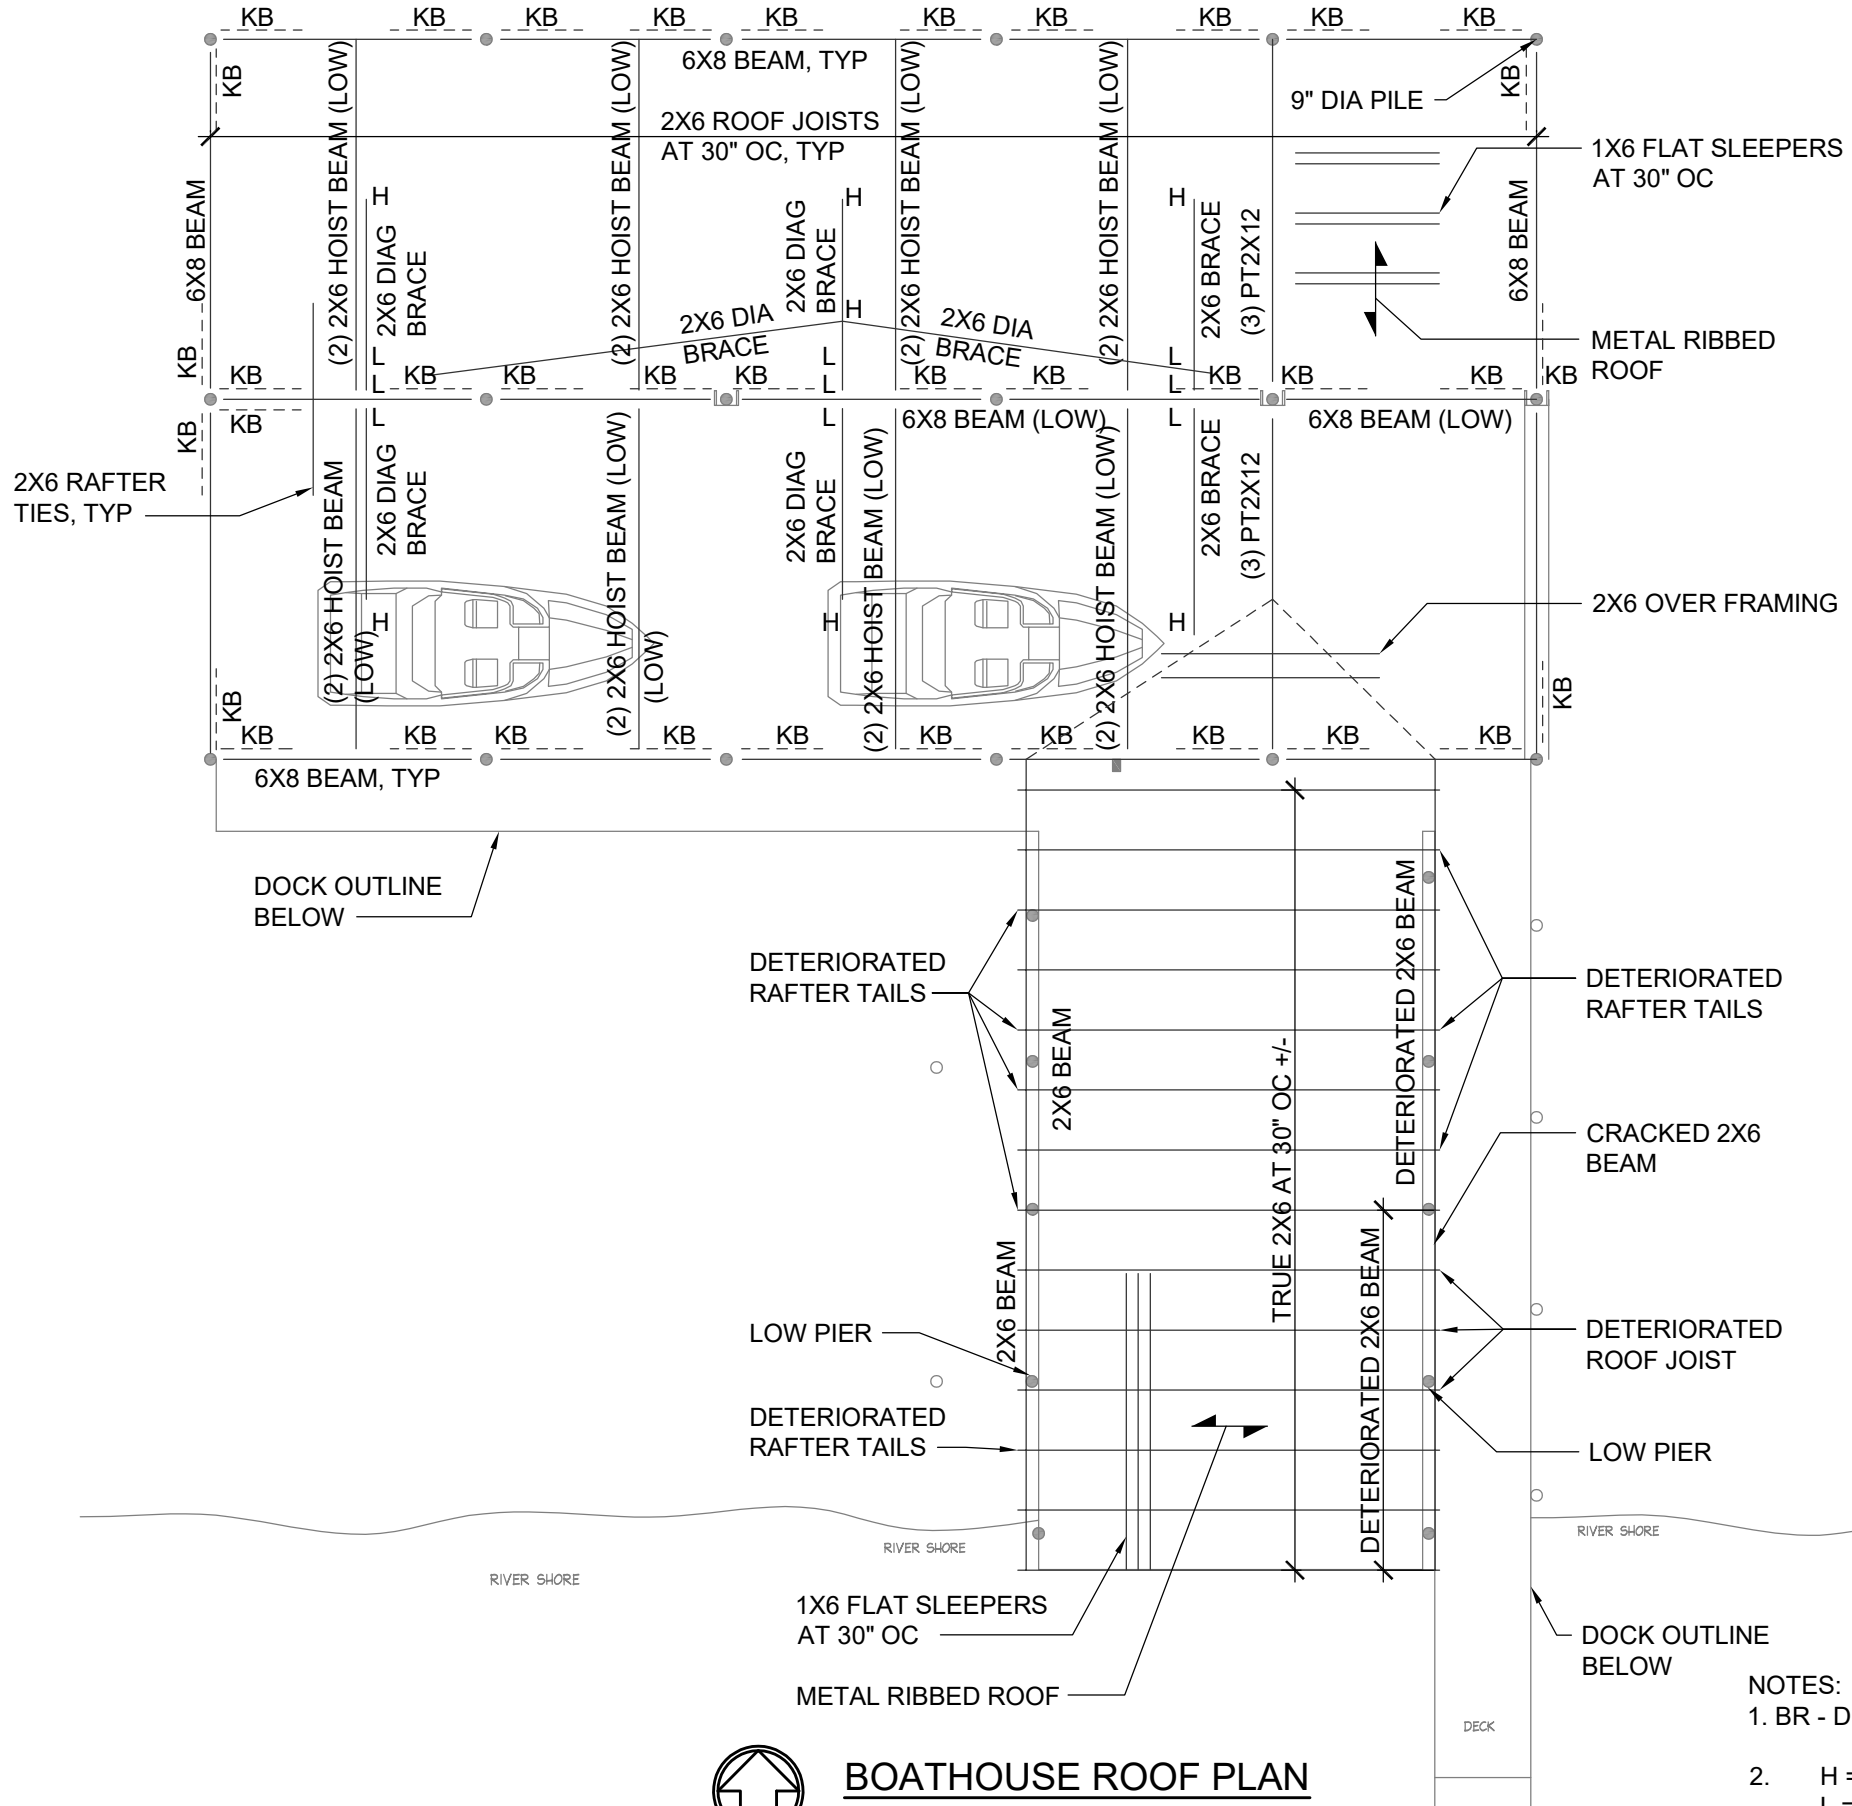 KB KB KB KB KB KB KB KB KB
6X8 BEAM, TYP
KB
KB
9" DIA PILE
2X6 ROOF JOISTS
AT 30" OC, TYP
1X6 FLAT SLEEPERS
AT 30" OC
(2) 2X6 HOIST BEAM (LOW)
(2) 2X6 HOIST BEAM (LOW)
(2) 2X6 HOIST BEAM (LOW)
(2) 2X6 HOIST BEAM (LOW)
6X8 BEAM
H
2X6 DIAG
BRACE
H
2X6 DIAG
BRACE
H
H
2X6 BRACE
(3) PT2X12
6X8 BEAM
2X6 DIA
BRACE
2X6 DIA
BRACE
METAL RIBBED
ROOF
L L L
KB
L L L
KB KB KB KB KB KB KB KB KB KB KB
KB
KB
6X8 BEAM (LOW)
6X8 BEAM (LOW)
L L L
2X6 RAFTER
TIES, TYP
(2) 2X6 HOIST BEAM
(LOW)
2X6 DIAG
BRACE
(2) 2X6 HOIST BEAM (LOW)
(2) 2X6 HOIST BEAM
(LOW)
2X6 DIAG
BRACE
(2) 2X6 HOIST BEAM (LOW)
(2) 2X6 HOIST BEAM (LOW)
2X6 BRACE
(3) PT2X12
2X6 OVER FRAMING
H H H
KB
KB
KB KB KB KB KB KB KB KB KB KB
6X8 BEAM, TYP
DOCK OUTLINE
BELOW
DETERIORATED
RAFTER TAILS
2X6 BEAM
TRUE 2X6 AT 30" OC +/-
DETERIORATED 2X6 BEAM
DETERIORATED
RAFTER TAILS
CRACKED 2X6
BEAM
2X6 BEAM
DETERIORATED 2X6 BEAM
LOW PIER
DETERIORATED
ROOF JOIST
DETERIORATED
RAFTER TAILS
LOW PIER
RIVER SHORE
RIVER SHORE
RIVER SHORE
1X6 FLAT SLEEPERS
AT 30" OC
METAL RIBBED ROOF
DOCK OUTLINE
BELOW
DECK
NOTES:
1. BR - D
2. H =
BOATHOUSE ROOF PLAN